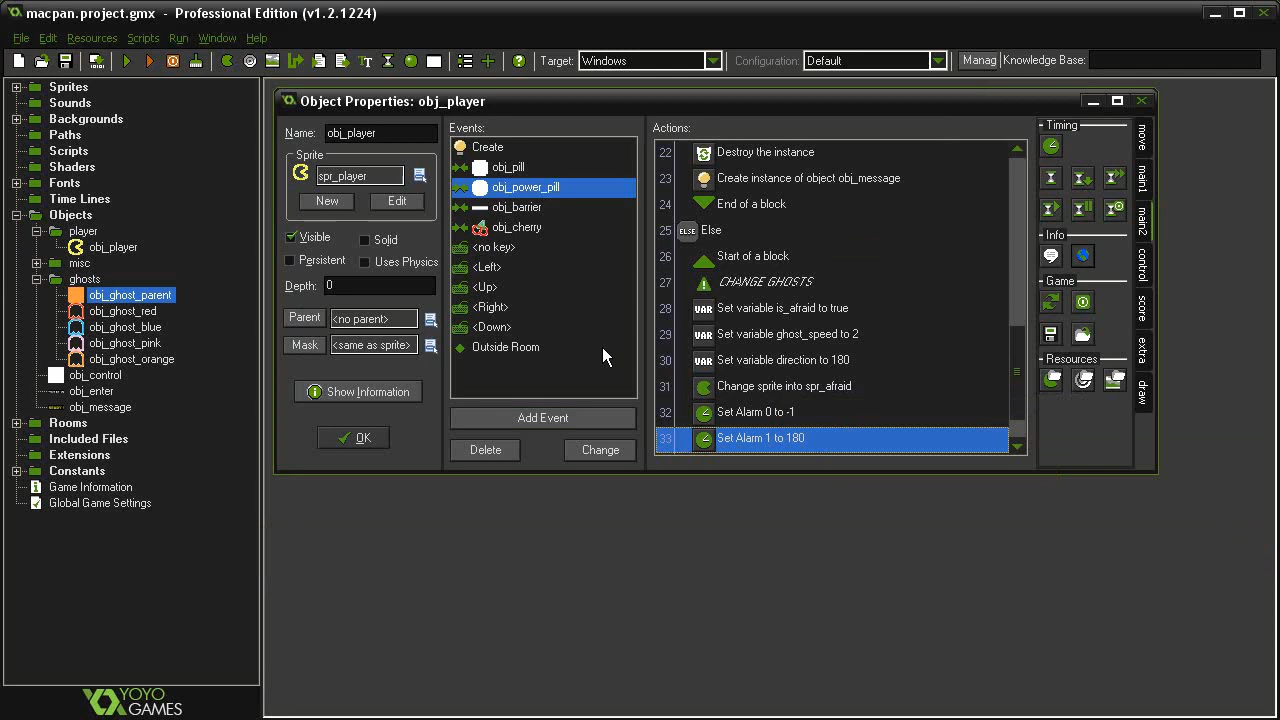 macpan.project.gmx - Professional Edition (v1.2.1224)
File Edit Resources Scripts Run Window Help
Target: Windows Configuration: Default Manag Knowledge Base:
Sprites
Sounds
Backgrounds
Paths
Scripts
Shaders
Fonts
Time Lines
Objects
player
obj_player
misc
ghosts
obj_ghost_parent
obj_ghost_red
obj_ghost_blue
obj_ghost_pink
obj_ghost_orange
obj_control
obj_enter
obj_message
Rooms
Included Files
Extensions
Constants
Game Information
Global Game Settings
YOYO
GAMES
Object Properties: obj_player
Name: obj_player
Sprite
spr_player
New Edit
Visible Solid
Persistent Uses Physics
Depth: 0
Parent <no parent>
Mask <same as sprite>
Show Information
OK
Events:
Create
obj_pill
obj_power_pill
obj_barrier
obj_cherry
<no key>
<Left>
<Up>
<Right>
<Down>
Outside Room
Add Event
Delete Change
Actions:
22 Destroy the instance
23 Create instance of object obj_message
24 End of a block
25 ELSE Else
26 Start of a block
27 CHANGE GHOSTS
28 VAR Set variable is_afraid to true
29 VAR Set variable ghost_speed to 2
30 VAR Set variable direction to 180
31 Change sprite into spr_afraid
32 Set Alarm 0 to -1
33 Set Alarm 1 to 180
Timing
Info
Game
Resources
move
main1
main2
control
score
extra
draw